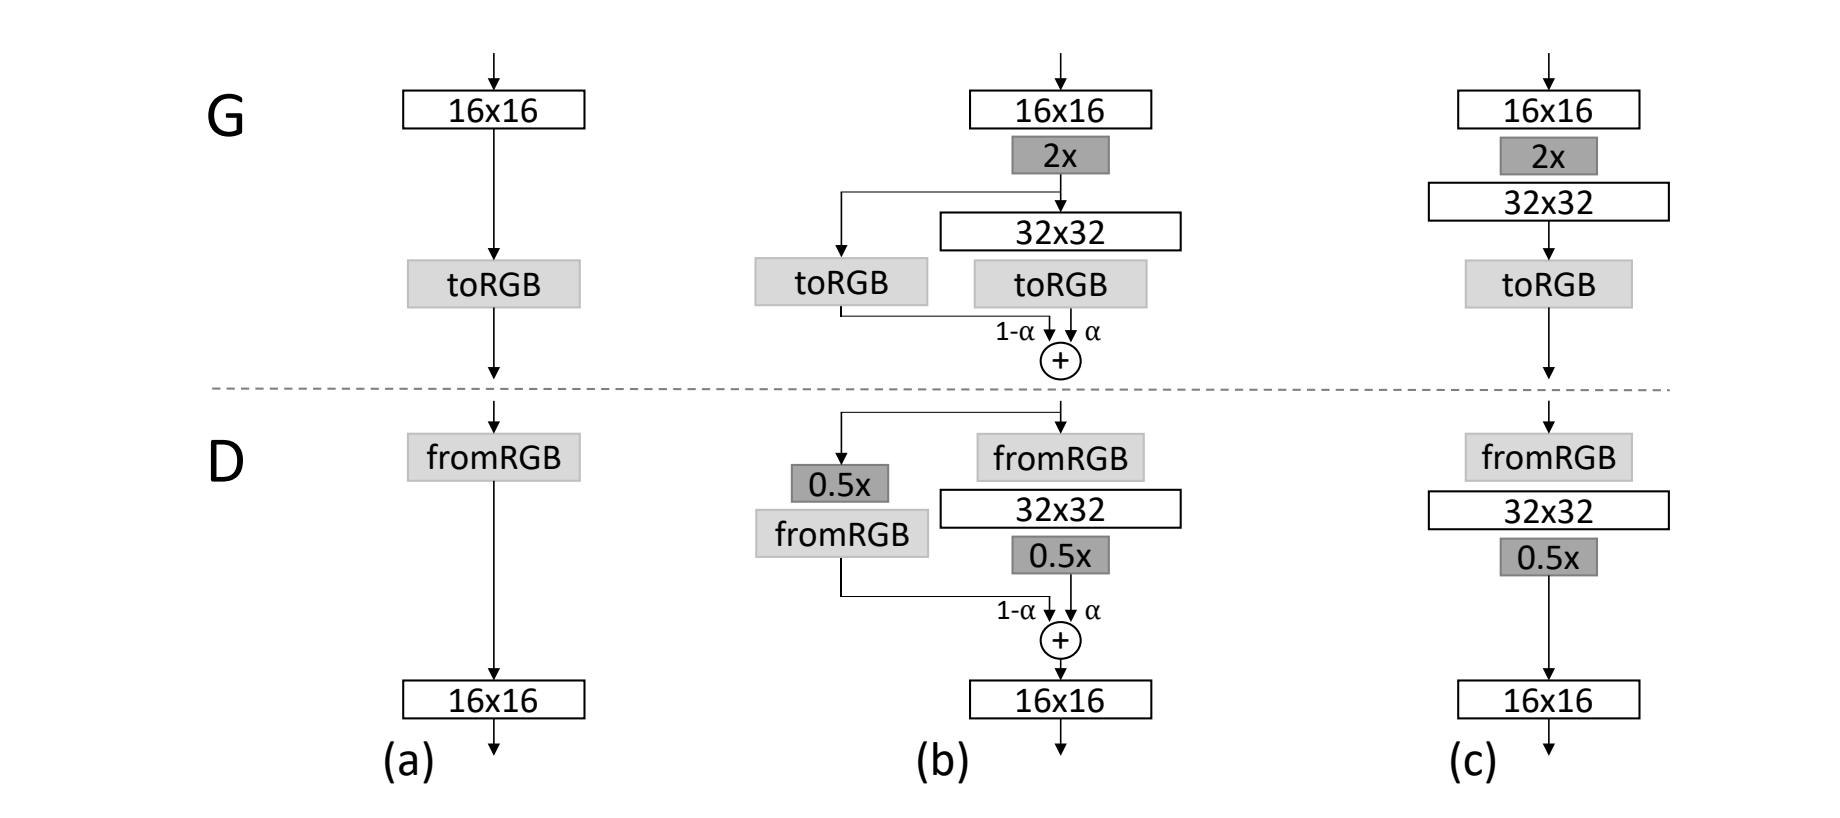 G
16x16
toRGB
16x16
2x
32x32
toRGB
toRGB
1-α
α
+
16x16
2x
32x32
toRGB
D
fromRGB
16x16
(a)
0.5x
fromRGB
fromRGB
32x32
0.5x
1-α
α
+
16x16
(b)
fromRGB
32x32
0.5x
16x16
(c)